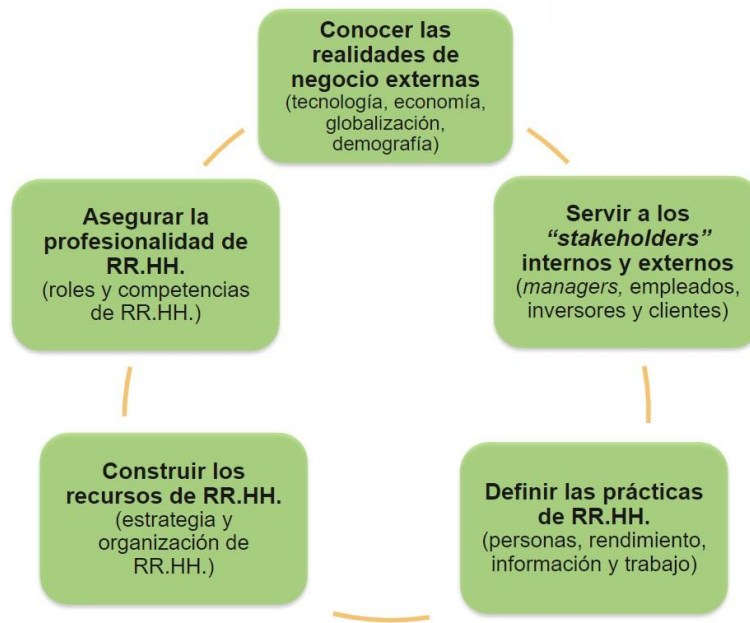 Conocer las
realidades de
negocio externas
(tecnología, economía,
globalización,
demografía)
Servir a los
“stakeholders”
internos y externos
(managers, empleados,
inversores y clientes)
Definir las prácticas
de RR.HH.
(personas, rendimiento,
información y trabajo)
Construir los
recursos de RR.HH.
(estrategia y
organización de
RR.HH.)
Asegurar la
profesionalidad de
RR.HH.
(roles y competencias
de RR.HH.)